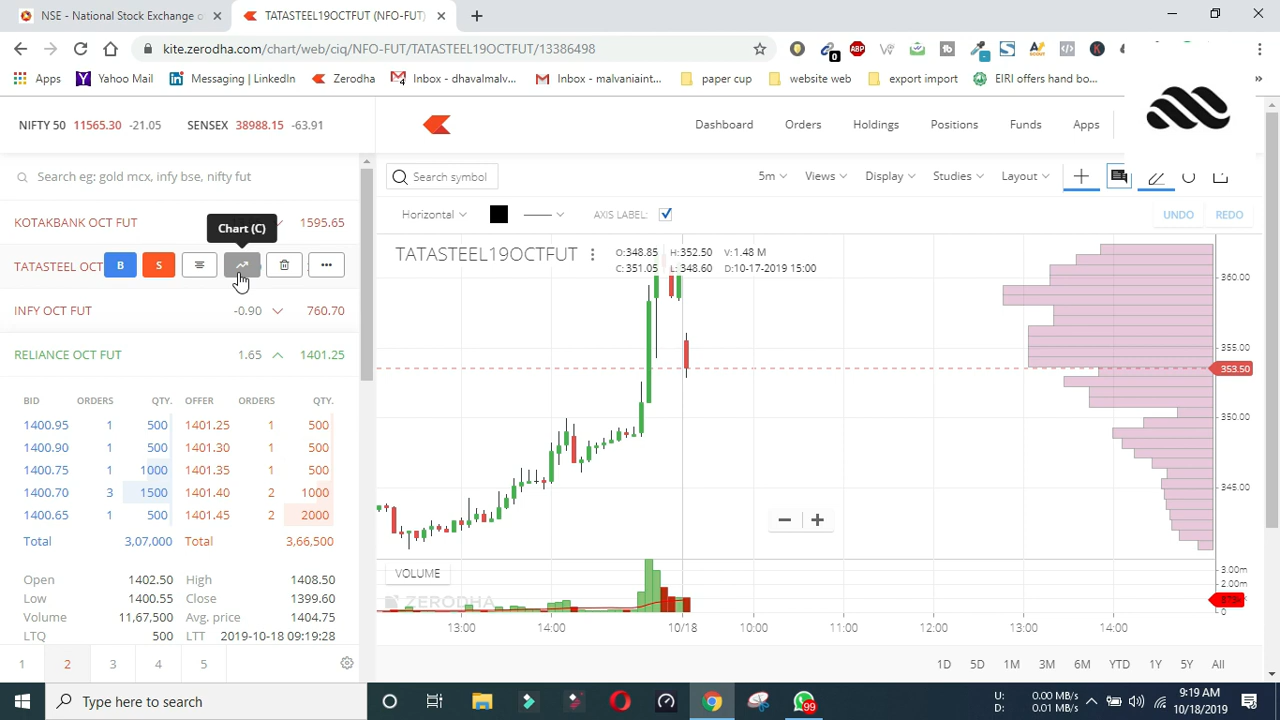 NSE - National Stock Exchange o
TATASTEEL19OCTFUT (NFO-FUT)
kite.zerodha.com/chart/web/ciq/NFO-FUT/TATASTEEL19OCTFUT/13386498
0
ABP
Apps Yahoo Mail Messaging | LinkedIn Zerodha Inbox - dhavalmalv... Inbox - malvaniaint... paper cup website web export import EIRI offers hand bo...
NIFTY 50 11565.30 -21.05 SENSEX 38988.15 -63.91
Dashboard Orders Holdings Positions Funds Apps
Search eg: gold mcx, infy bse, nifty fut
Search symbol
5m Views Display Studies Layout
KOTAKBANK OCT FUT 1595.65
Chart (C)
Horizontal AXIS LABEL: UNDO REDO
TATASTEEL OCT B S
TATASTEEL19OCTFUT
O:348.85 H:352.50 V:1.48 M
C:351.05 L:348.60 D:10-17-2019 15:00
INFY OCT FUT -0.90 760.70
RELIANCE OCT FUT 1.65 1401.25
BID ORDERS QTY. OFFER ORDERS QTY.
1400.95 1 500 1401.25 1 500
1400.90 1 500 1401.30 1 500
1400.75 1 1000 1401.35 1 500
1400.70 3 1500 1401.40 2 1000
1400.65 1 500 1401.45 2 2000
Total 3,07,000 Total 3,66,500
Open 1402.50 High 1408.50
Low 1400.55 Close 1399.60
Volume 11,67,500 Avg. price 1404.75
LTQ 500 LTT 2019-10-18 09:19:28
1 2 3 4 5
360.00
355.00
353.50
350.00
345.00
VOLUME
3.00m
2.00m
0
ZERODHA
13:00 14:00 10/18 10:00 11:00 12:00 13:00 14:00
1D 5D 1M 3M 6M YTD 1Y 5Y All
Type here to search
99
U: 0.00 MB/s
D: 0.01 MB/s
9:19 AM
10/18/2019